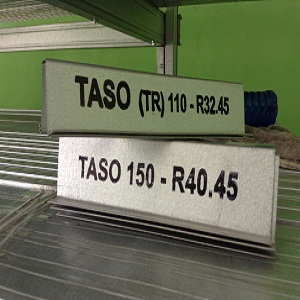 TASO (TR) 110 - R32.45
TASO 150 - R40.45